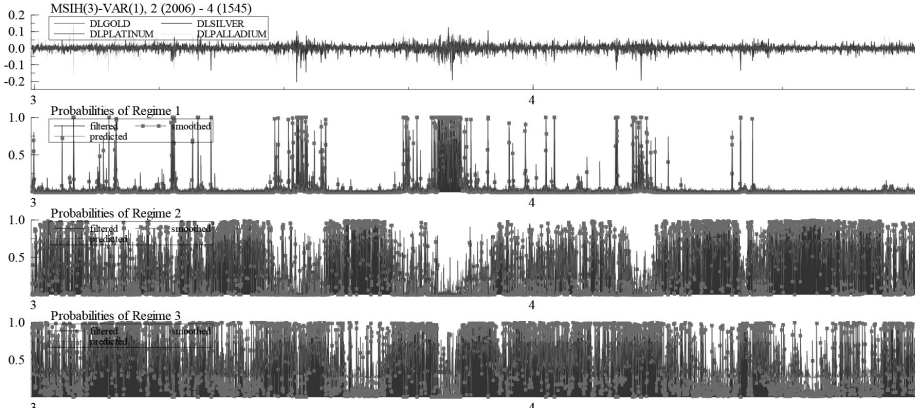 MSIH(3)-VAR(1), 2 (2006) - 4 (1545)
DLGOLD DLSILVER
DLPLATINUM DLPALLADIUM
0.2
0.1
0.0
-0.1
-0.2
3 4
Probabilities of Regime 1
filtered smoothed
predicted
1.0
0.5
3 4
Probabilities of Regime 2
filtered smoothed
predicted
1.0
0.5
3 4
Probabilities of Regime 3
filtered smoothed
predicted
1.0
0.5
3 4